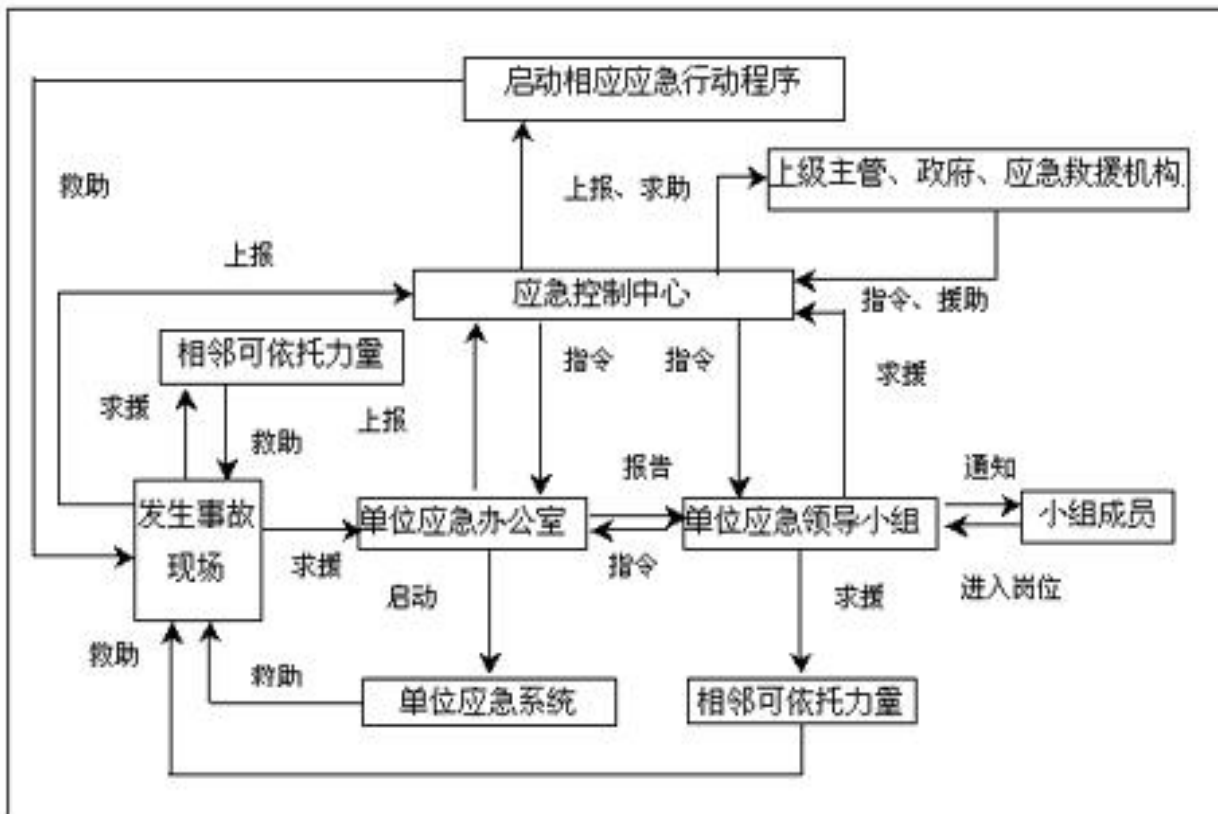 启动相应应急行动程序
救助
上报、求助
上级主管、政府、应急救援机构
上报
应急控制中心
指令、援助
相邻可依托力量
指令
指令
求援
求援
上报
救助
报告
通知
发生事故
现场
单位应急办公室
单位应急领导小组
小组成员
求援
指令
启动
求援
进入岗位
救助
救助
单位应急系统
相邻可依托力量